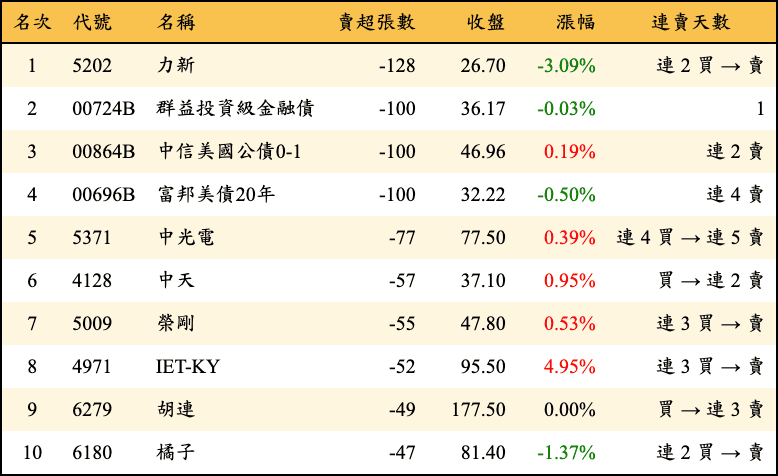 名次 代號 名稱 賣超張數 收盤 漲幅 連賣天數
1 5202 力新 -128 26.70 -3.09% 連 2 買 → 賣
2 00724B 群益投資級金融債 -100 36.17 -0.03% 1
3 00864B 中信美國公債0-1 -100 46.96 0.19% 連 2 賣
4 00696B 富邦美債20年 -100 32.22 -0.50% 連 4 賣
5 5371 中光電 -77 77.50 0.39% 連 4 買 → 連 5 賣
6 4128 中天 -57 37.10 0.95% 買 → 連 2 賣
7 5009 榮剛 -55 47.80 0.53% 連 3 買 → 賣
8 4971 IET-KY -52 95.50 4.95% 連 3 買 → 賣
9 6279 胡連 -49 177.50 0.00% 買 → 連 3 賣
10 6180 橘子 -47 81.40 -1.37% 連 2 買 → 賣